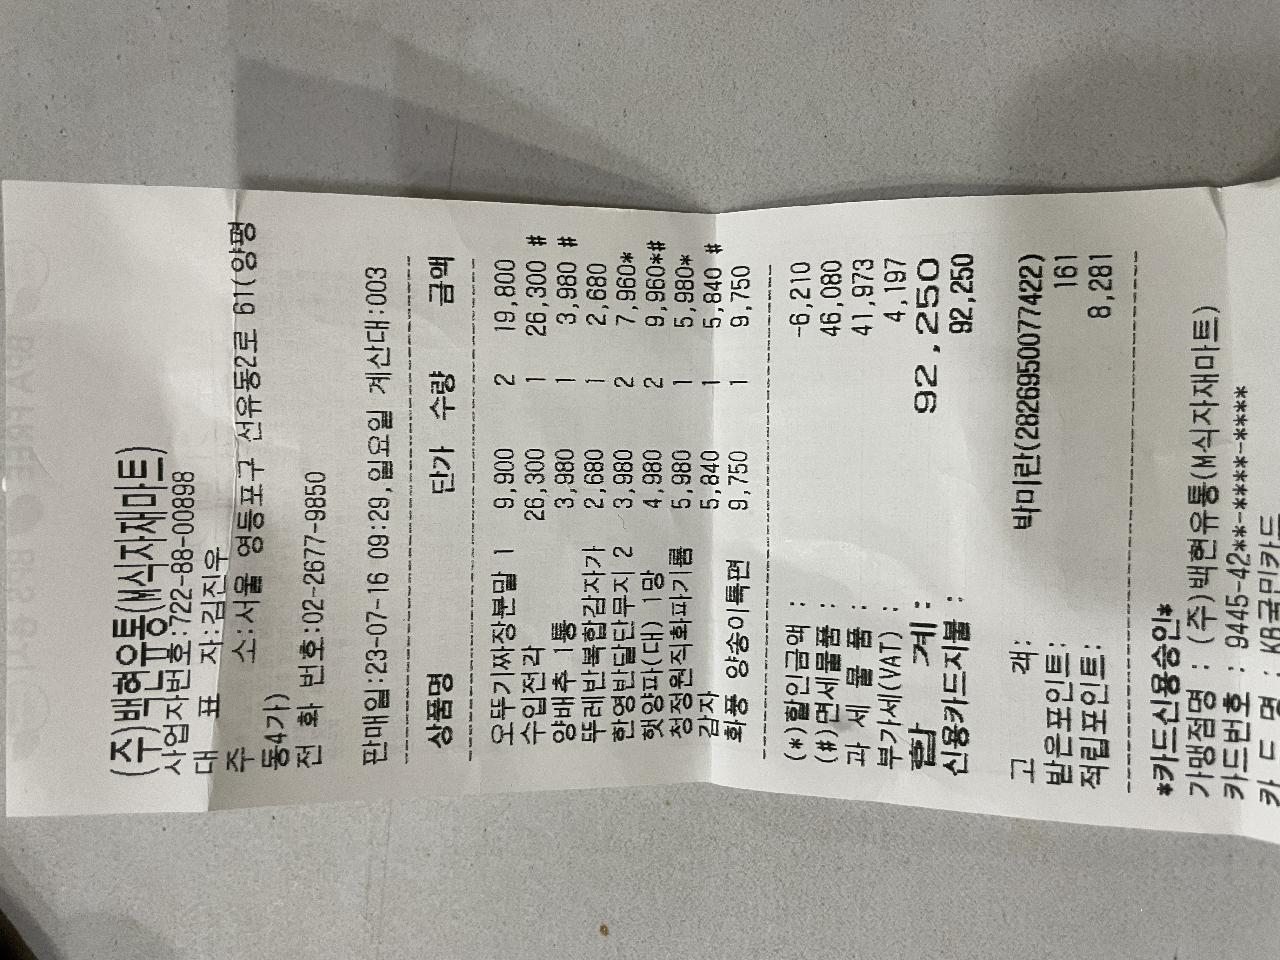 (주)백현유통(M식자재마트)
사업자번호:722-88-00898
대 표 자:김진우
주 소:서울 영등포구 선유동2로 61(양평
동4가)
전 화 번호:02-2677-9850
판매일:23-07-16 09:29,일요일 계산대:003
상품명 단가 수량 금액
오뚜기짜장분말 1 9,900 2 19,800
수입전라 26,300 1 26,300 #
양배추 1통 3,980 1 3,980 #
뚜레반복합감자가 2,680 1 2,680
한영반달단무지 2 3,980 2 7,960*
햇양파(대) 1망 4,980 2 9,960*#
청정원직화파기름 5,980 1 5,980*
감자 5,840 1 5,840 #
화풍 양송이특편 9,750 1 9,750
(*)할인금액 : -6,210
(#)면세물품 : 46,080
과 세 물 품 : 41,973
부가세(VAT) : 4,197
합 계: 92,250
신용카드지불: 92,250
고 객: 박미란(2826950077422)
받은포인트: 161
적립포인트: 8,281
*카드신용승인*
가맹점명 : (주)백현유통(M식자재마트)
카드번호 : 9445-42**-****-****
카 드 명 : KB국민카드